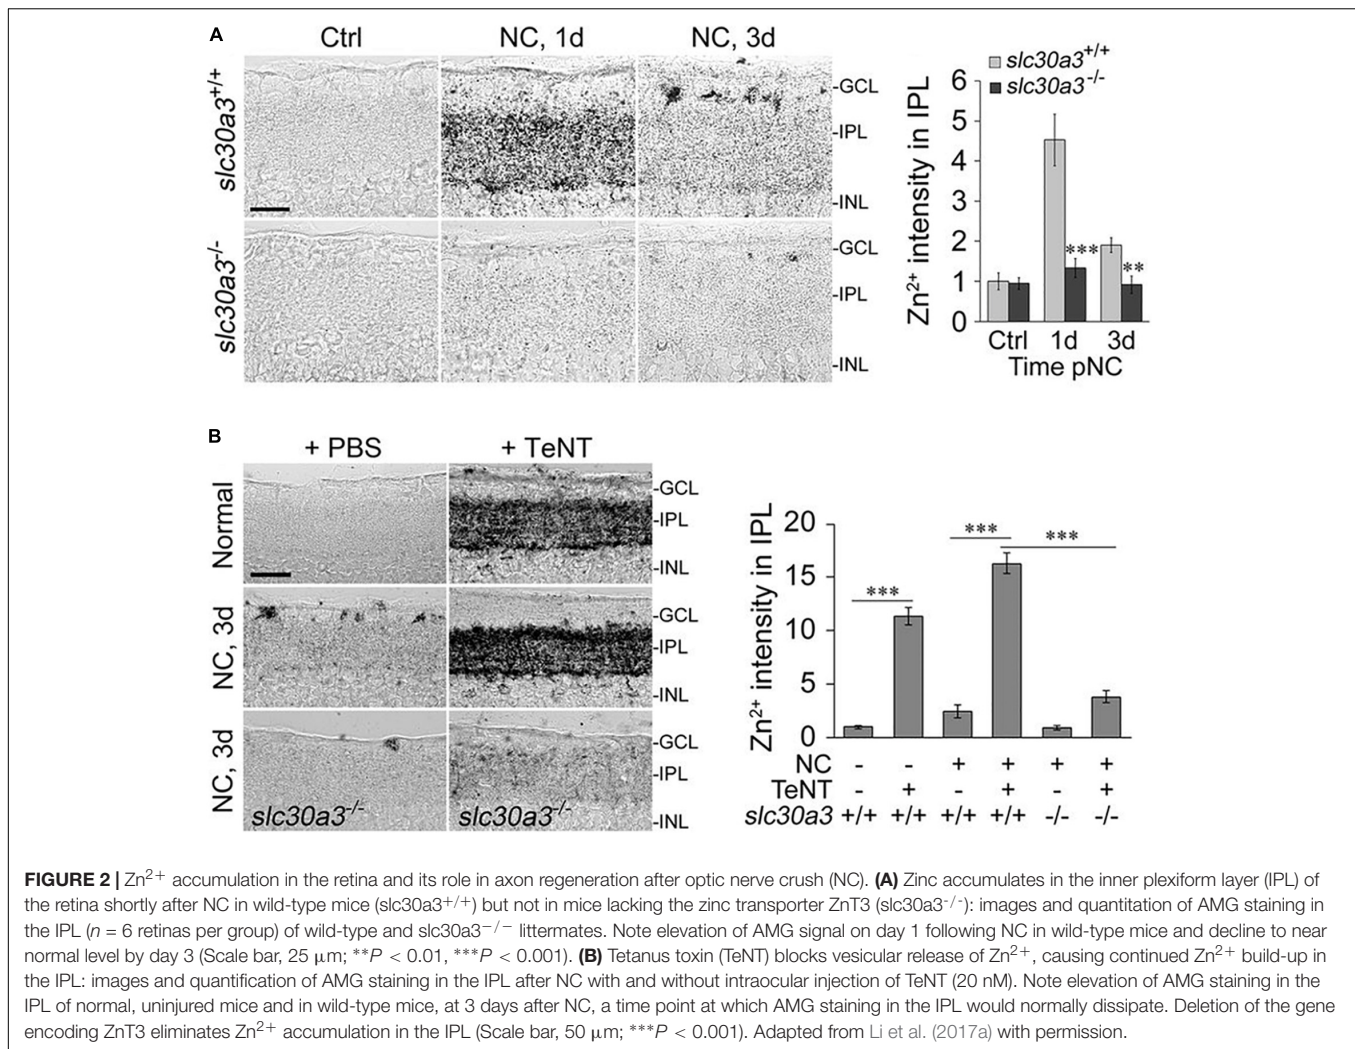 A
Ctrl
NC, 1d
NC, 3d
slc30a3+/+
-GCL
-IPL
-INL
slc30a3-/-
-GCL
-IPL
-INL
slc30a3+/+
slc30a3-/-
Zn2+ intensity in IPL
6
5
4
3
2
1
0
***
**
Ctrl 1d 3d
Time pNC
B
+ PBS
+ TeNT
Normal
-GCL
-IPL
-INL
NC, 3d
-GCL
-IPL
-INL
NC, 3d
-GCL
-IPL
-INL
slc30a3-/-
slc30a3-/-
Zn2+ intensity in IPL
20
15
10
5
0
***
***
***
NC - - + + + +
TeNT - + - + - +
slc30a3 +/+ +/+ +/+ +/+ -/- -/-
FIGURE 2 | Zn2+ accumulation in the retina and its role in axon regeneration after optic nerve crush (NC). (A) Zinc accumulates in the inner plexiform layer (IPL) of
the retina shortly after NC in wild-type mice (slc30a3+/+) but not in mice lacking the zinc transporter ZnT3 (slc30a3-/-): images and quantitation of AMG staining in
the IPL (n = 6 retinas per group) of wild-type and slc30a3−/− littermates. Note elevation of AMG signal on day 1 following NC in wild-type mice and decline to near
normal level by day 3 (Scale bar, 25 μm; **P < 0.01, ***P < 0.001). (B) Tetanus toxin (TeNT) blocks vesicular release of Zn2+, causing continued Zn2+ build-up in
the IPL: images and quantification of AMG staining in the IPL after NC with and without intraocular injection of TeNT (20 nM). Note elevation of AMG staining in the
IPL of normal, uninjured mice and in wild-type mice, at 3 days after NC, a time point at which AMG staining in the IPL would normally dissipate. Deletion of the gene
encoding ZnT3 eliminates Zn2+ accumulation in the IPL (Scale bar, 50 μm; ***P < 0.001). Adapted from Li et al. (2017a) with permission.